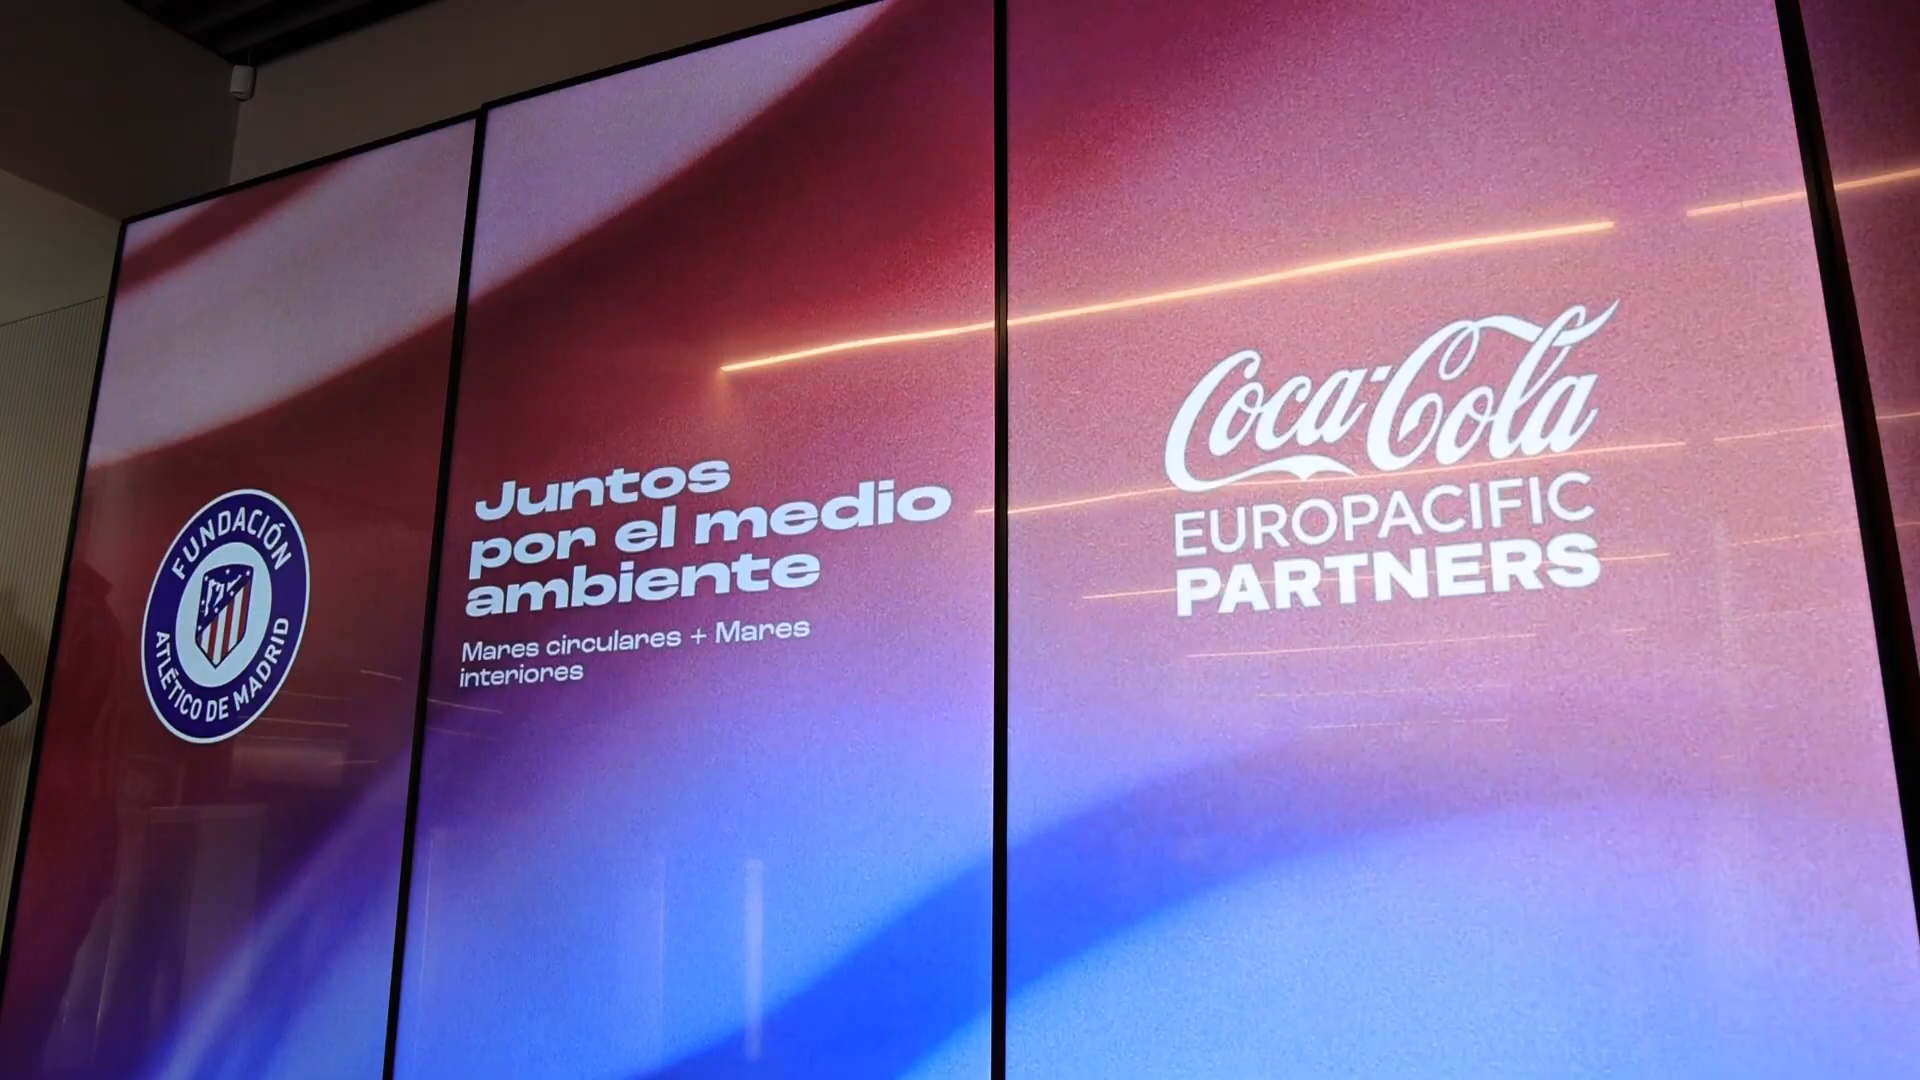 FUNDACIÓN
ATLÉTICO DE MADRID
Juntos
por el medio
ambiente
Mares circulares + Mares
interiores
Coca-Cola
EUROPACIFIC
PARTNERS